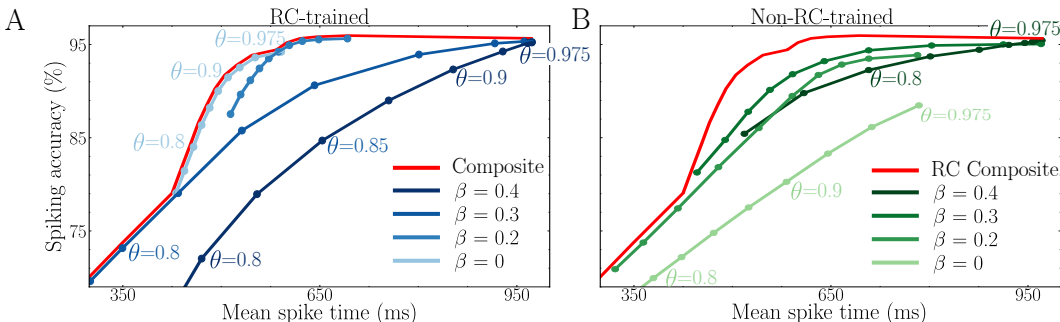 A
RC-trained
95
85
75
Spiking accuracy (%)
θ=0.975
θ=0.9
θ=0.8
θ=0.8
θ=0.8
θ=0.85
θ=0.9
θ=0.975
Composite
β = 0.4
β = 0.3
β = 0.2
β = 0
350
650
950
Mean spike time (ms)
B
Non-RC-trained
θ=0.975
θ=0.8
θ=0.975
θ=0.9
θ=0.8
RC Composite
β = 0.4
β = 0.3
β = 0.2
β = 0
350
650
950
Mean spike time (ms)